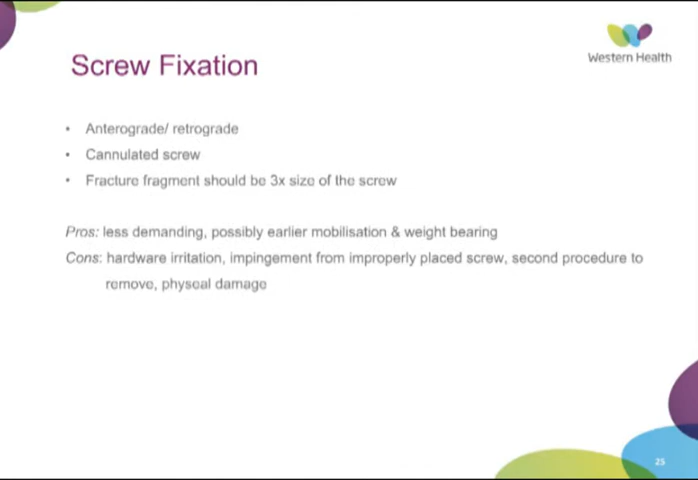 Western Health
Screw Fixation
• Anterograde/ retrograde
• Cannulated screw
• Fracture fragment should be 3x size of the screw
Pros: less demanding, possibly earlier mobilisation & weight bearing
Cons: hardware irritation, impingement from improperly placed screw, second procedure to
remove, physeal damage
25